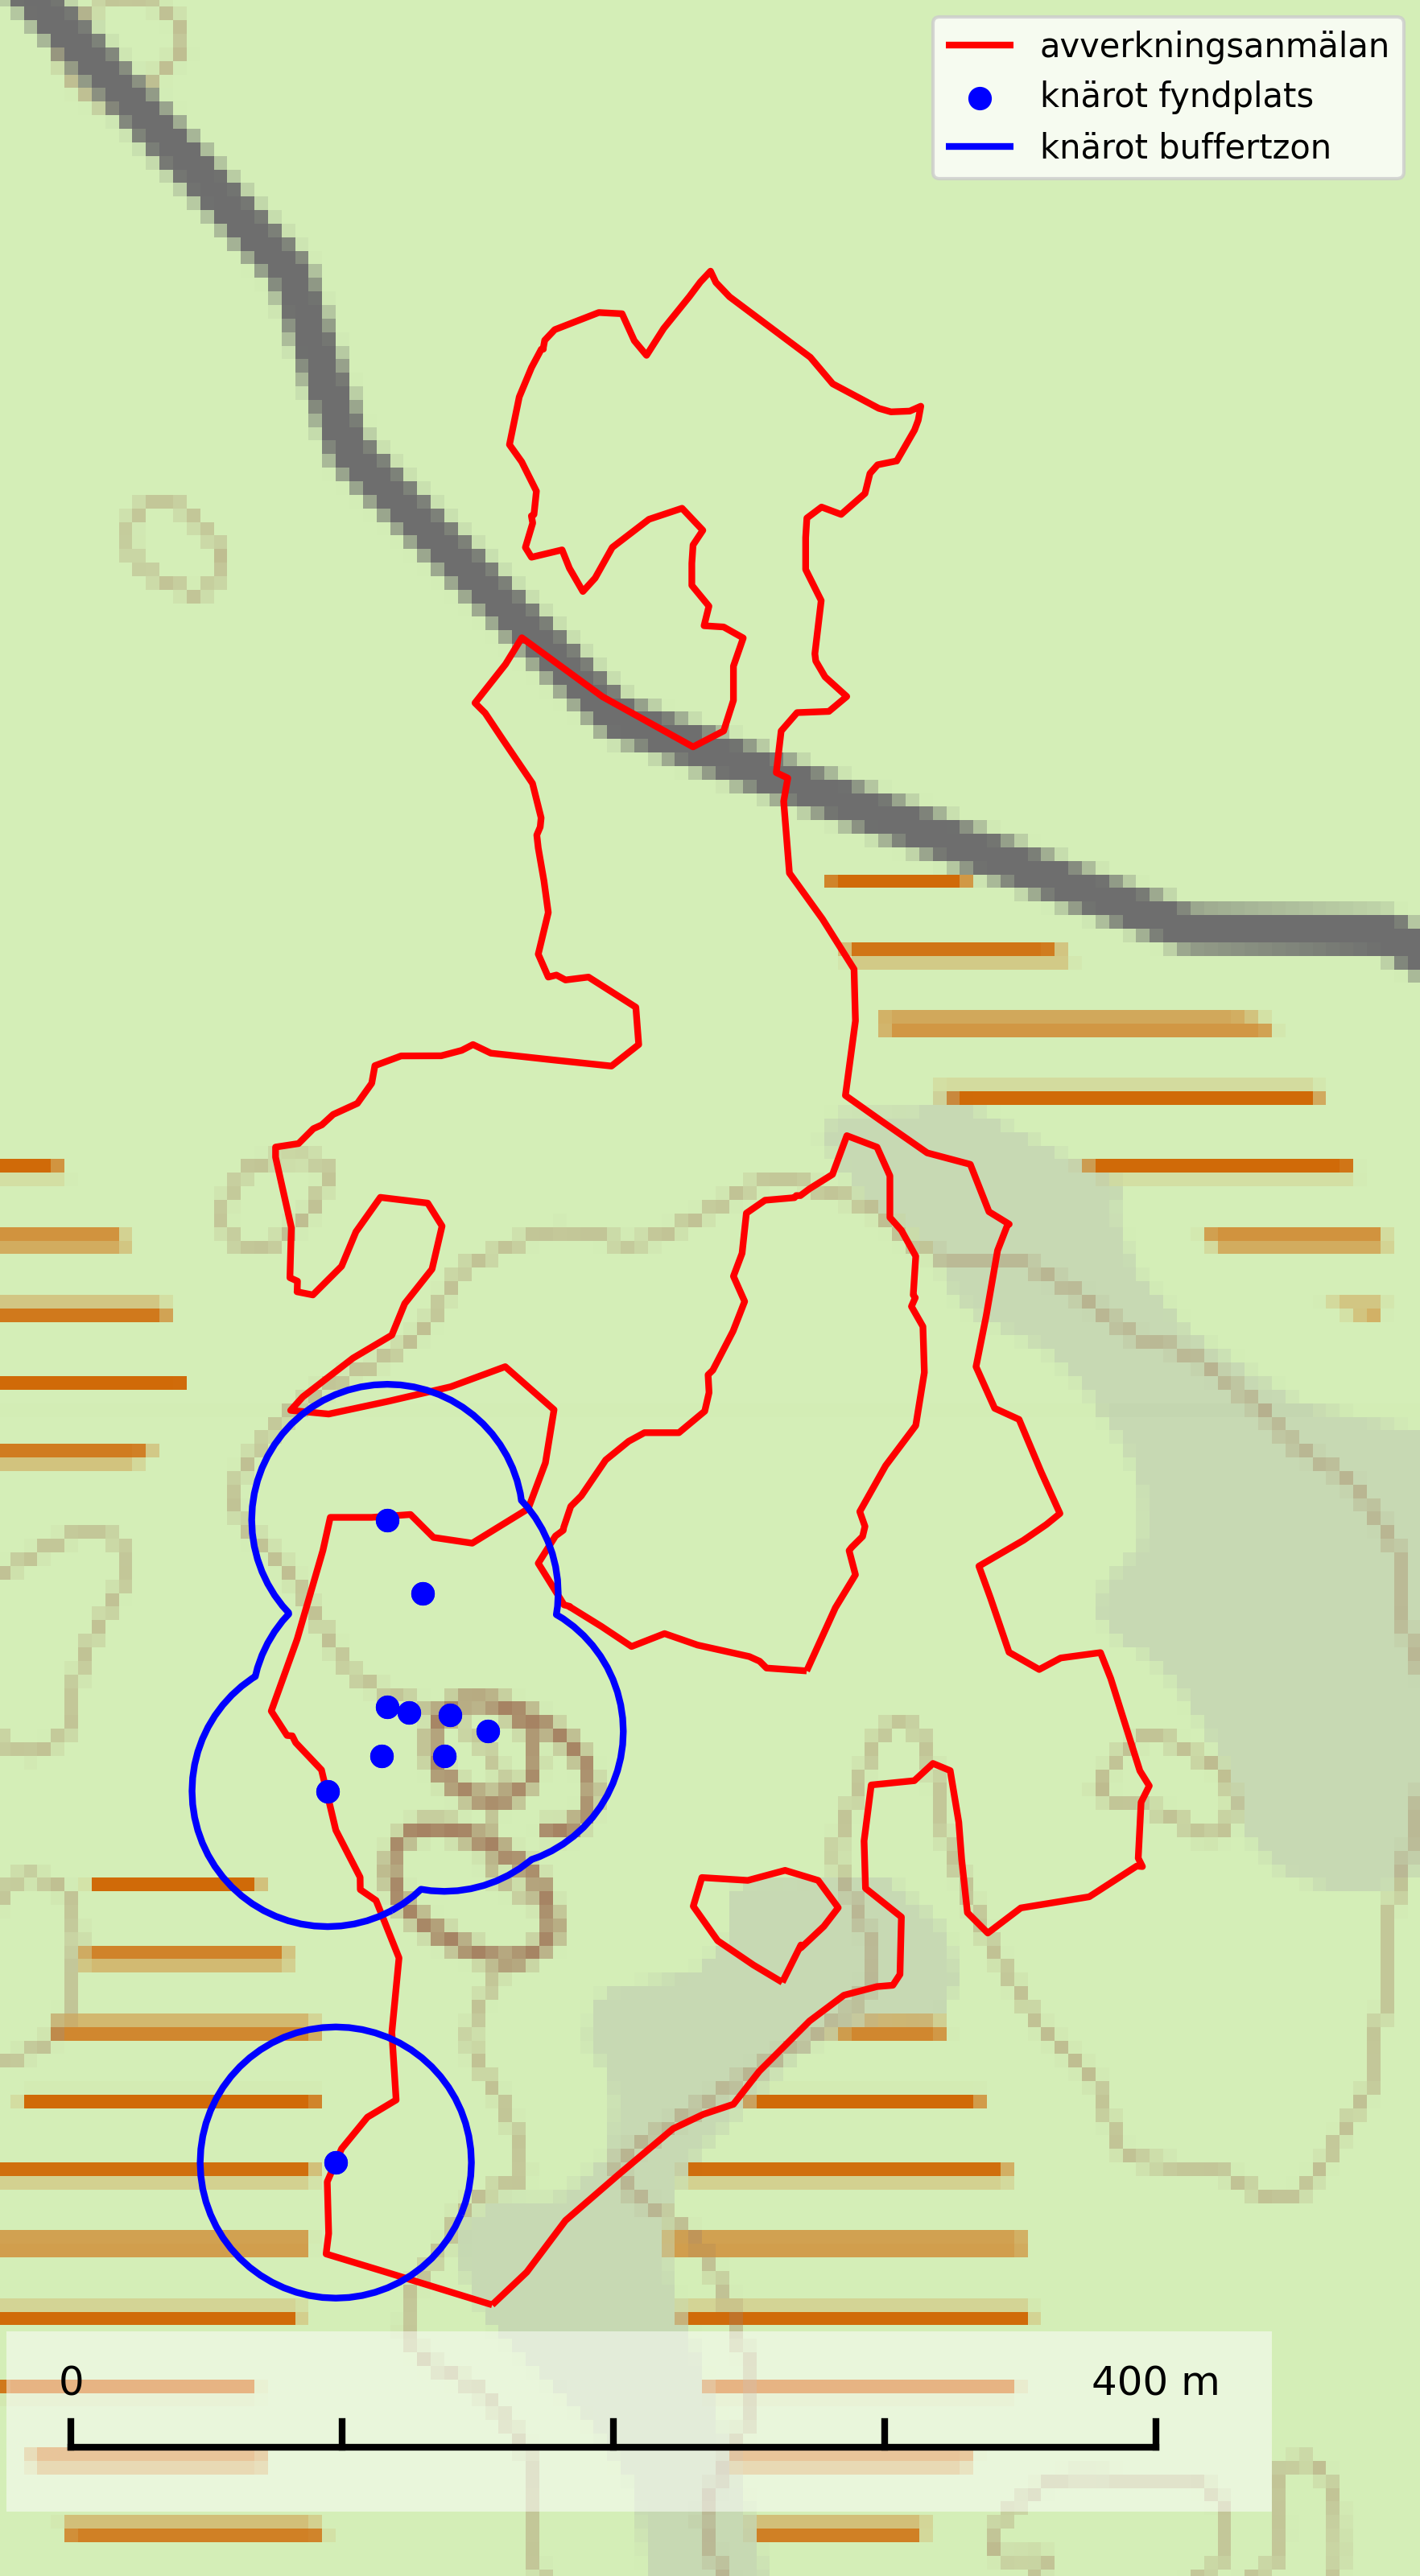 avverkningsanmälan
knärot fyndplats
knärot buffertzon
0
400 m